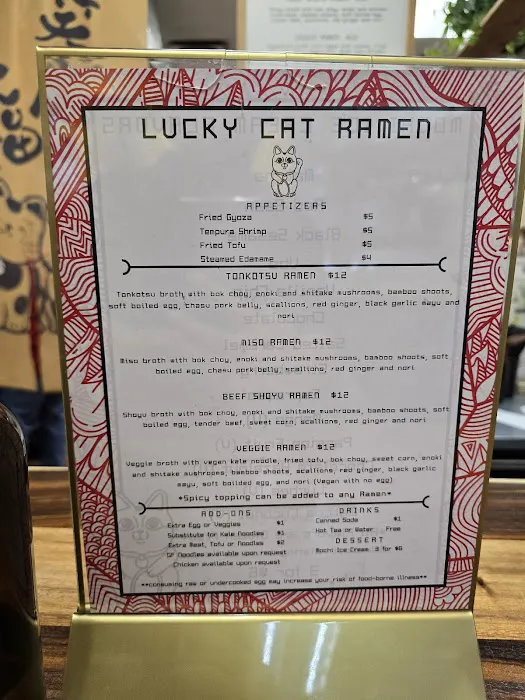 LUCKY CAT RAMEN
APPETIZERS
Fried Gyoza $5
Tempura Shrimp $5
Fried Tofu $5
Steamed Edamame $4
TONKOTSU RAMEN $12
Tonkotsu broth with bok choy, enoki and shitake mushrooms, bamboo shoots,
soft boiled egg, chasu pork belly, scallions, red ginger, black garlic mayu and
nori
MISO RAMEN $12
Miso broth with bok choy, enoki and shitake mushrooms, bamboo shoots, soft
boiled egg, chasu pork belly, scallions, red ginger and nori
BEEF SHOYU RAMEN $12
Shoyu broth with bok choy, enoki and shitake mushrooms, bamboo shoots, soft
boiled egg, tender beef, sweet corn, scallions, red ginger and nori
VEGGIE RAMEN $12
Veggie broth with vegan kale noodle, fried tofu, bok choy, sweet corn, enoki
and shitake mushrooms, bamboo shoots, scallions, red ginger, black garlic
mayu, soft boilded egg, and nori (Vegan with no egg)
*Spicy topping can be added to any Ramen*
ADD-ONS
Extra Egg or Veggies $1
Substitute for Kale Noodles $1
Extra Meat, Tofu or Noodles $2
GF Noodles available upon request
Chicken available upon request
DRINKS
Canned Soda $1
Hot Tea or Water Free
DESSERT
Mochi Ice Cream 3 for $6
**consuming raw or undercooked egg may increase your risk of food-borne illness**